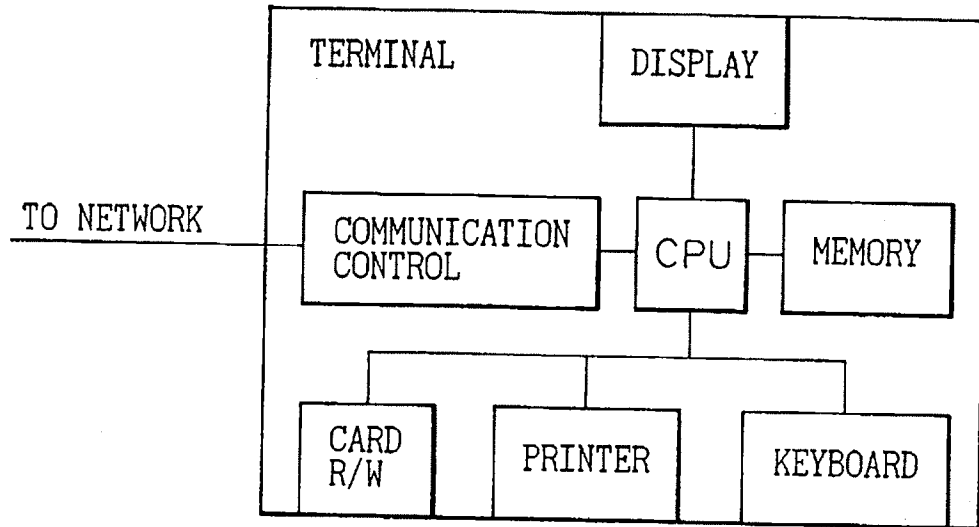 TERMINAL
DISPLAY
TO NETWORK
COMMUNICATION
CONTROL
CPU
MEMORY
CARD
R/W
PRINTER
KEYBOARD